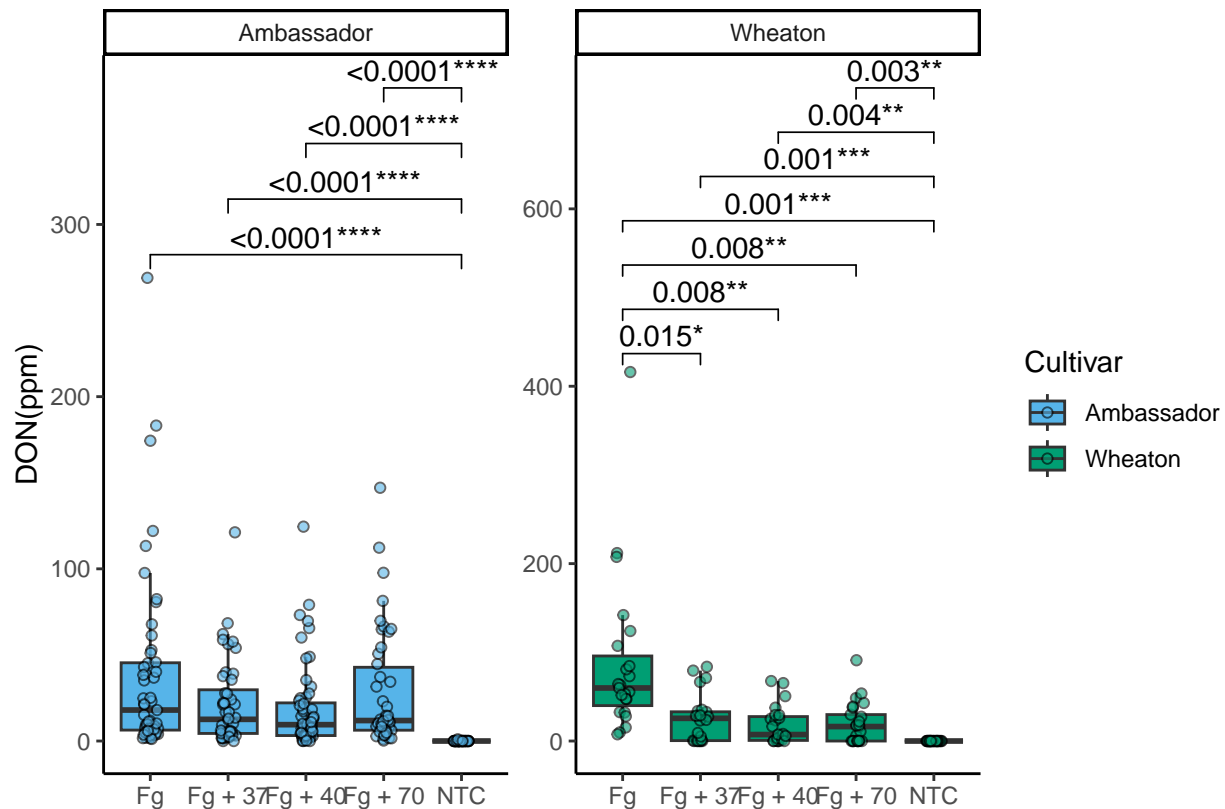 Ambassador
Wheaton
<0.0001****
<0.0001****
<0.0001****
<0.0001****
0.003**
0.004**
0.001***
0.001***
0.008**
0.008**
0.015*
DON(ppm)
300
200
100
0
600
400
200
0
Fg Fg + 37 Fg + 40 Fg + 70 NTC
Fg Fg + 37 Fg + 40 Fg + 70 NTC
Cultivar
Ambassador
Wheaton